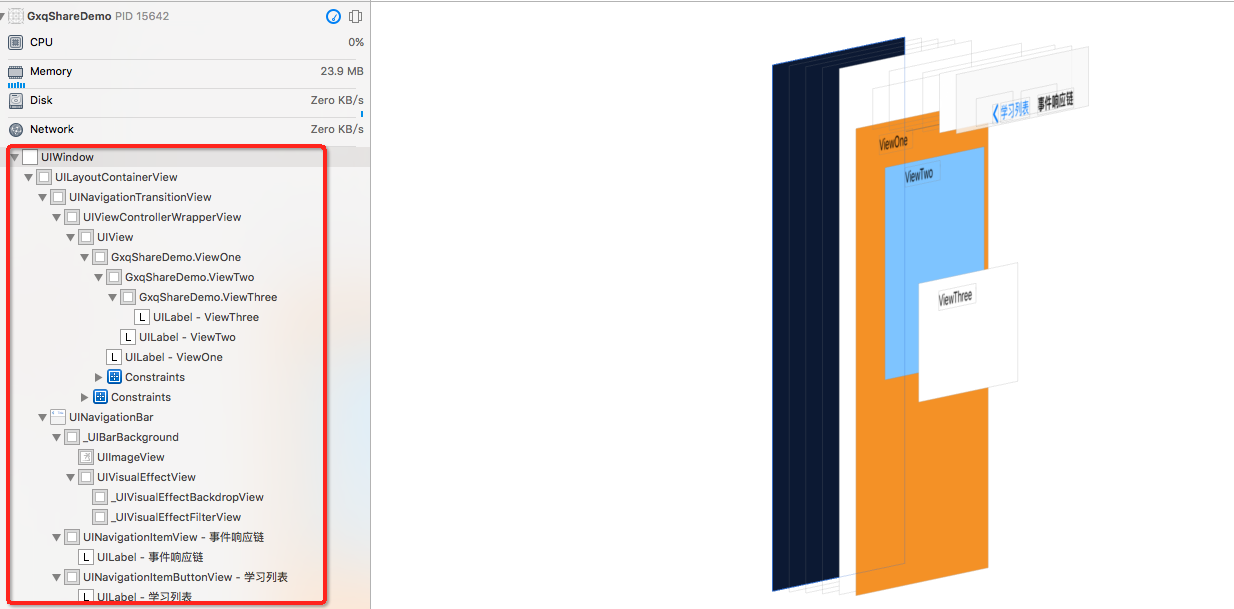 GxqShareDemo PID 15642
CPU 0%
Memory 23.9 MB
Disk Zero KB/s
Network Zero KB/s
UIWindow
UILayoutContainerView
UINavigationTransitionView
UIViewControllerWrapperView
UIView
GxqShareDemo.ViewOne
GxqShareDemo.ViewTwo
GxqShareDemo.ViewThree
L UILabel - ViewThree
L UILabel - ViewTwo
L UILabel - ViewOne
Constraints
Constraints
UINavigationBar
_UIBarBackground
UIImageView
UIVisualEffectView
_UIVisualEffectBackdropView
_UIVisualEffectFilterView
UINavigationItemView - 事件响应链
L UILabel - 事件响应链
UINavigationItemButtonView - 学习列表
L UILabel - 学习列表
学习列表 事件响应链
ViewOne
ViewTwo
ViewThree